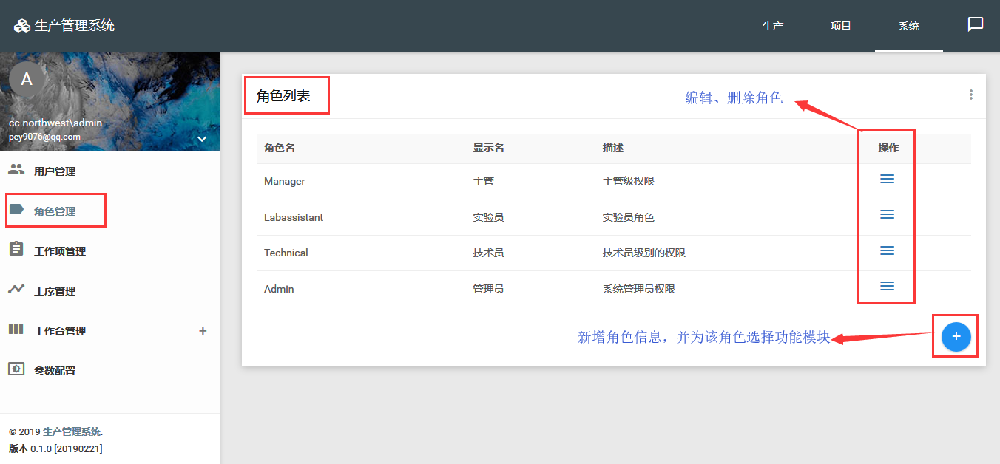 生产管理系统
生产
项目
系统
A
cc-northwest\admin
pey9076@qq.com
用户管理
角色管理
工作项管理
工序管理
工作台管理
+
参数配置
© 2019 生产管理系统.
版本 0.1.0 [20190221]
角色列表
编辑、删除角色
角色名 显示名 描述 操作
Manager 主管 主管级权限
Labassistant 实验员 实验员角色
Technical 技术员 技术员级别的权限
Admin 管理员 系统管理员权限
新增角色信息，并为该角色选择功能模块
+